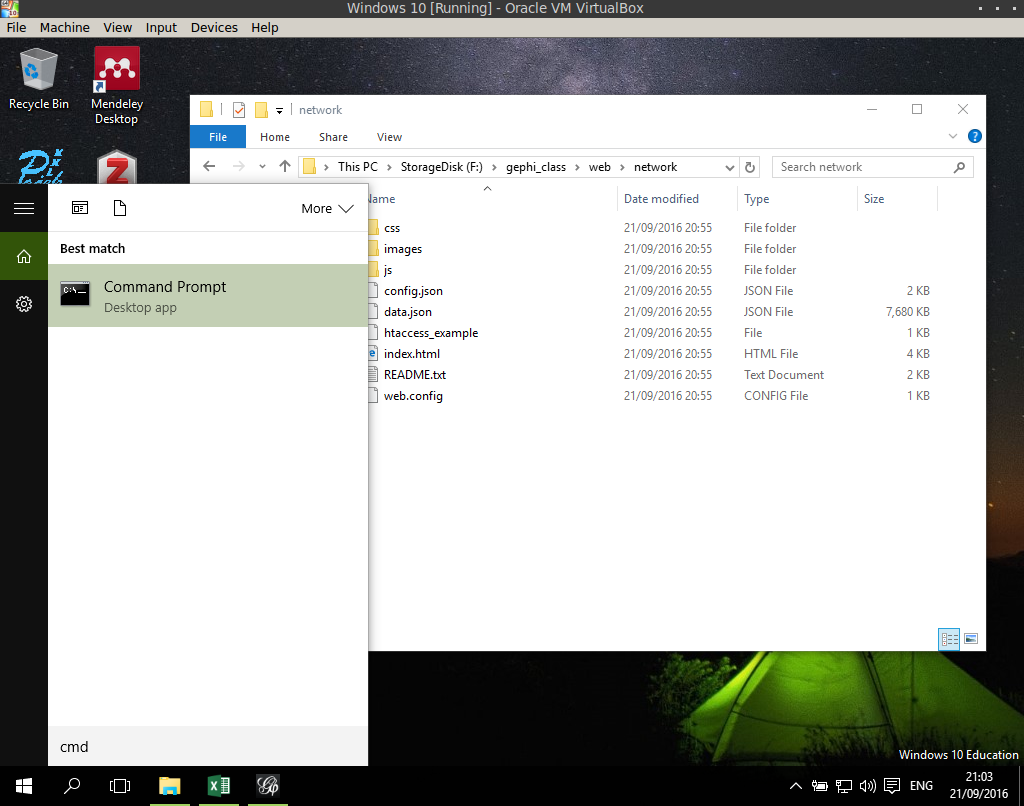 Windows 10 [Running] - Oracle VM VirtualBox
File Machine View Input Devices Help
Recycle Bin
Mendeley
Desktop
network
File Home Share View
This PC StorageDisk (F:) gephi_class web network
Search network
Name Date modified Type Size
css 21/09/2016 20:55 File folder
images 21/09/2016 20:55 File folder
js 21/09/2016 20:55 File folder
config.json 21/09/2016 20:55 JSON File 2 KB
data.json 21/09/2016 20:55 JSON File 7,680 KB
htaccess_example 21/09/2016 20:55 File 1 KB
index.html 21/09/2016 20:55 HTML File 4 KB
README.txt 21/09/2016 20:55 Text Document 2 KB
web.config 21/09/2016 20:55 CONFIG File 1 KB
More
Best match
C:\
Command Prompt
Desktop app
cmd
Windows 10 Education
ENG
21:03
21/09/2016